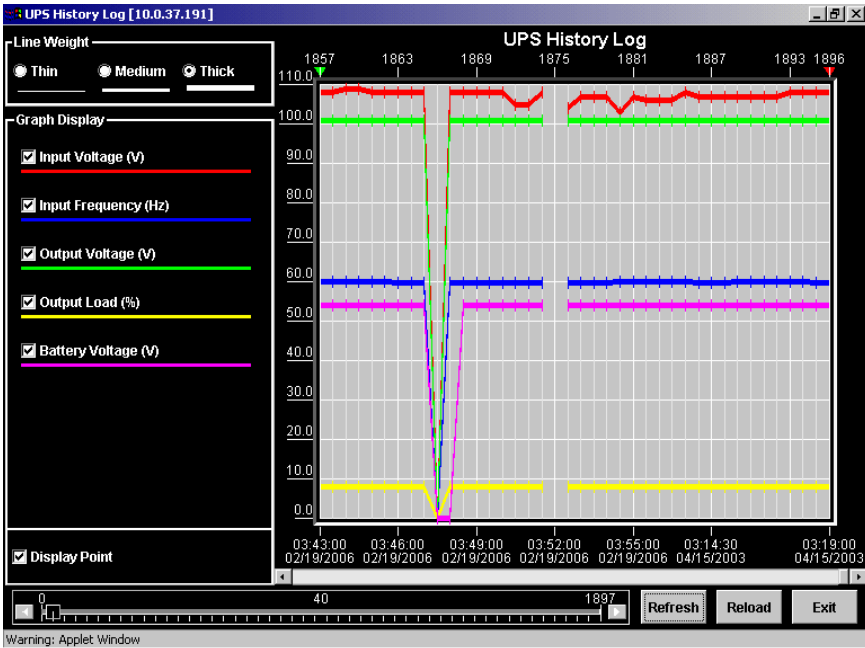 UPS History Log [10.0.37.191]
Line Weight
Thin Medium Thick
Graph Display
Input Voltage (V)
Input Frequency (Hz)
Output Voltage (V)
Output Load (%)
Battery Voltage (V)
Display Point
UPS History Log
1857 1863 1869 1875 1881 1887 1893 1896
110.0
100.0
90.0
80.0
70.0
60.0
50.0
40.0
30.0
20.0
10.0
0.0
03:43:00 03:46:00 03:49:00 03:52:00 03:55:00 03:14:30 03:19:00
02/19/2006 02/19/2006 02/19/2006 02/19/2006 02/19/2006 04/15/2003 04/15/2003
0 40 1897
Refresh Reload Exit
Warning: Applet Window